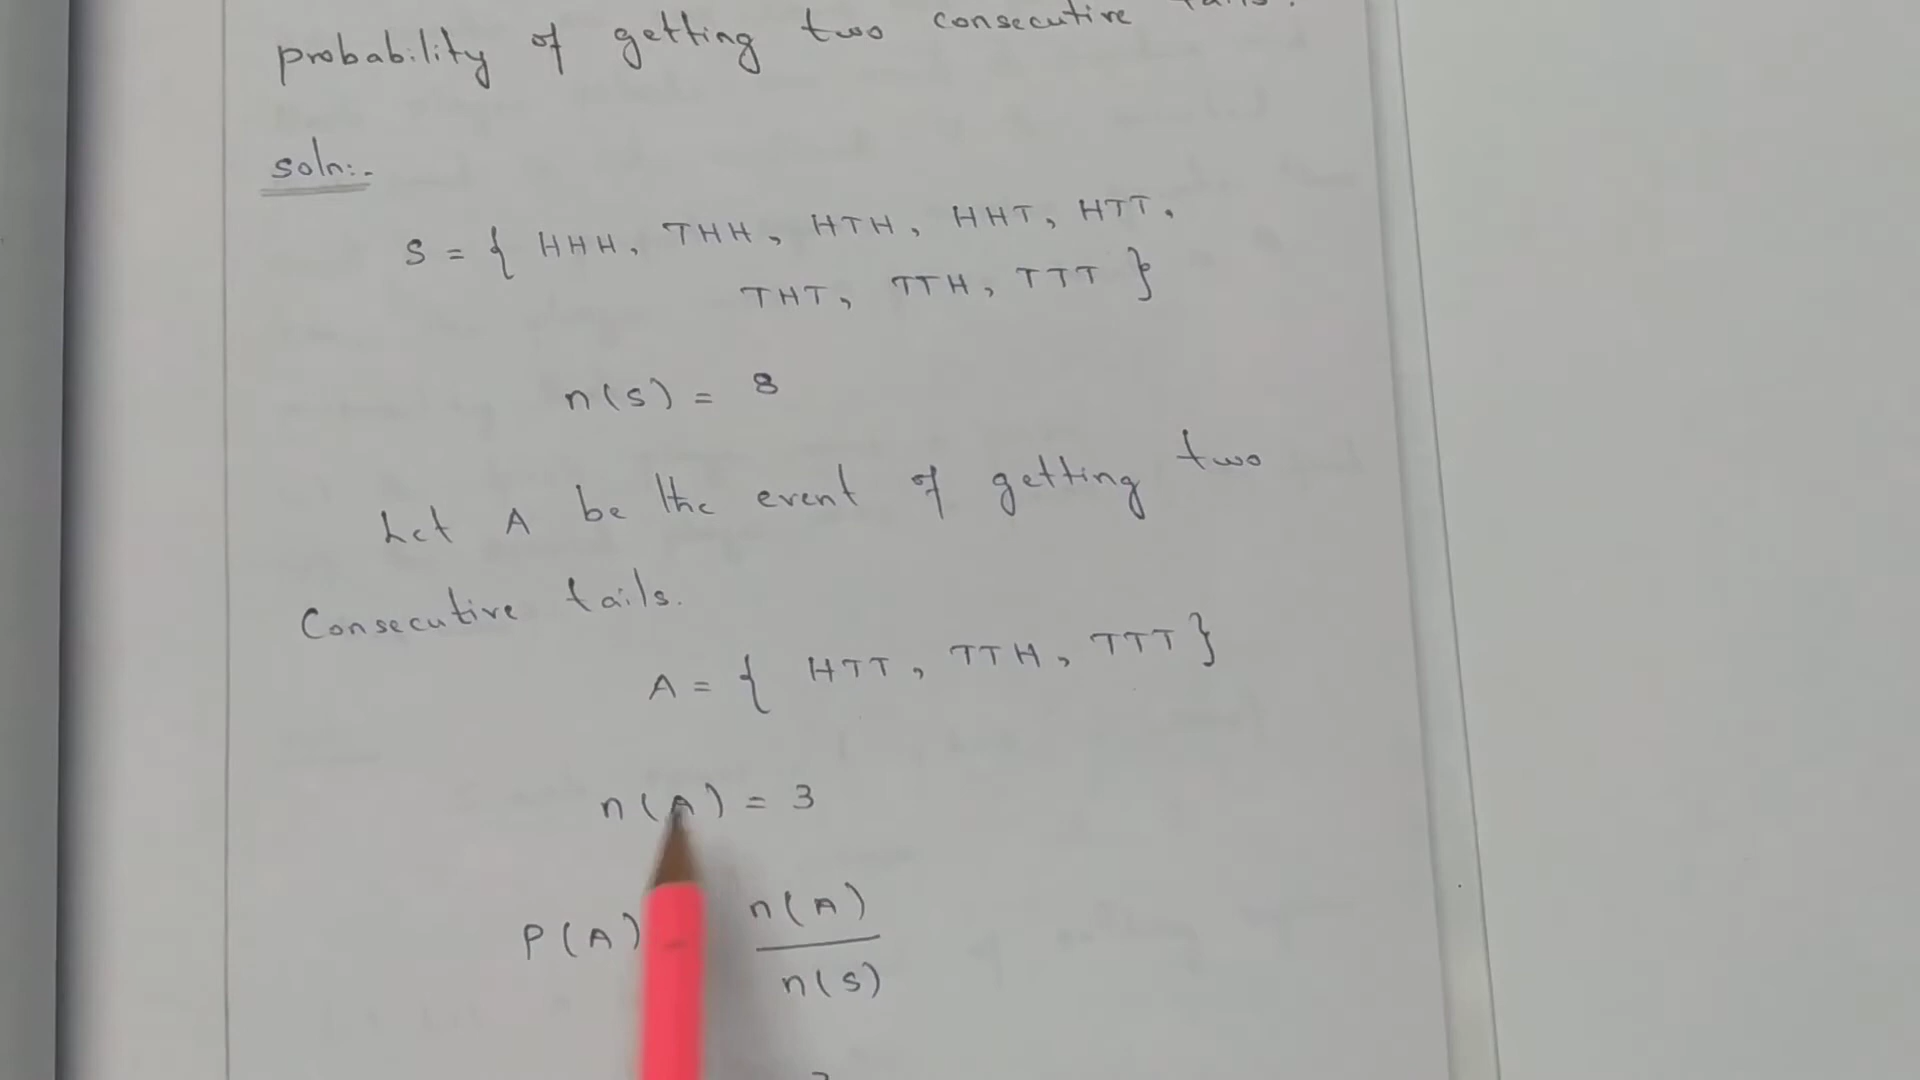 probability of getting two consecutive
soln:-
S = { HHH, THH, HTH, HHT, HTT,
THT, TTH, TTT }
n(s) = 8
Let A be the event of getting two
Consecutive tails.
A = { HTT, TTH, TTT }
n(A) = 3
P(A) = n(A)
n(s)